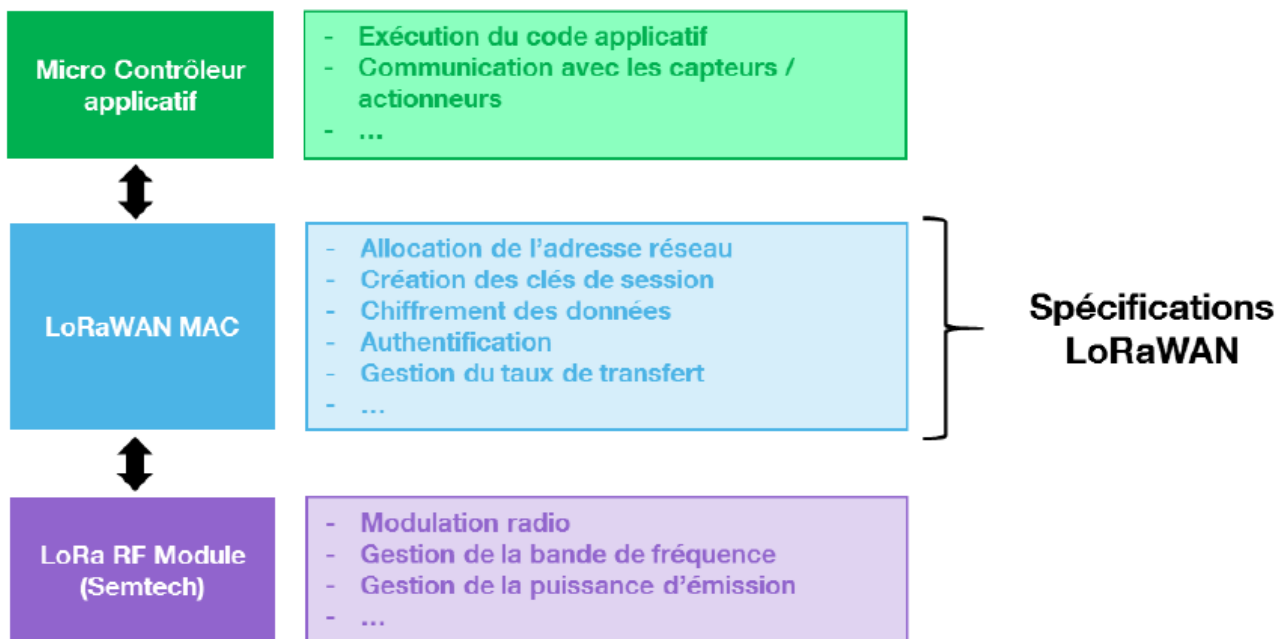 Micro Contrôleur
applicatif
- Exécution du code applicatif
- Communication avec les capteurs /
actionneurs
- ...
LoRaWAN MAC
- Allocation de l'adresse réseau
- Création des clés de session
- Chiffrement des données
- Authentification
- Gestion du taux de transfert
- ...
Spécifications
LoRaWAN
LoRa RF Module
(Semtech)
- Modulation radio
- Gestion de la bande de fréquence
- Gestion de la puissance d'émission
- ...